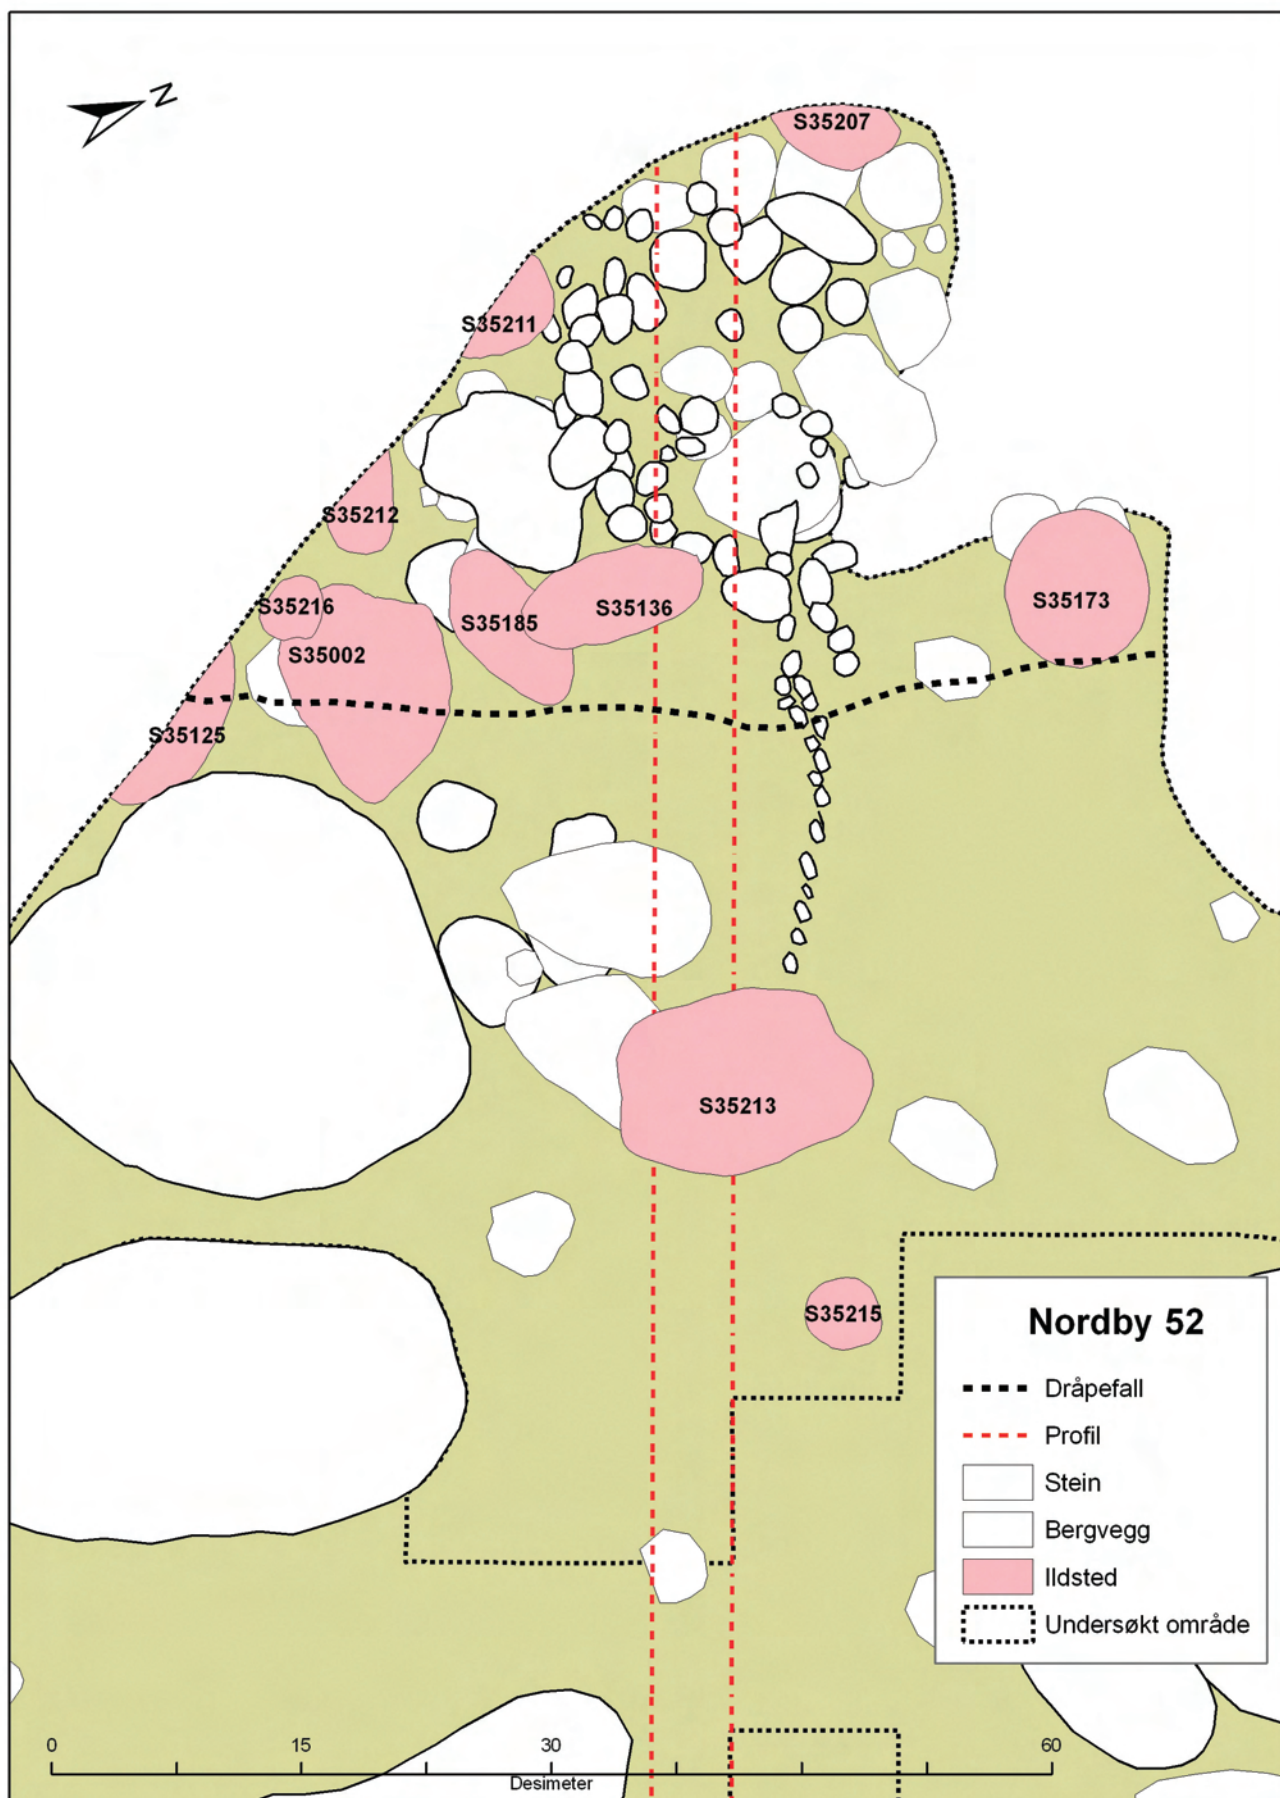 N
S35207
S35211
S35212
S35216
S35136
S35173
S35185
S35002
S35125
S35213
S35215
Nordby 52
Dråpefall
Profil
Stein
Bergvegg
Ildsted
Undersøkt område
0 15 30 60
Desimeter